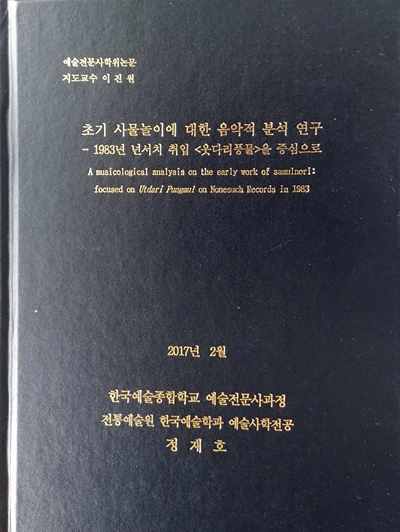 예술전문사학위논문
지도교수 이진원
초기 사물놀이에 대한 음악적 분석 연구
- 1983년 넌서치 취입 <웃다리풍물>을 중심으로
A musicological analysis on the early work of samulnori:
focused on Utdari Pungmul on Nonesuch Records in 1983
2017년 2월
한국예술종합학교 예술전문사과정
전통예술원 한국예술학과 예술사학전공
정재호